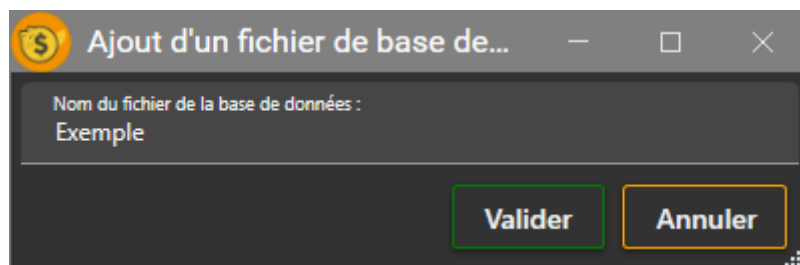 Ajout d'un fichier de base de...
Nom du fichier de la base de données :
Exemple
Valider
Annuler